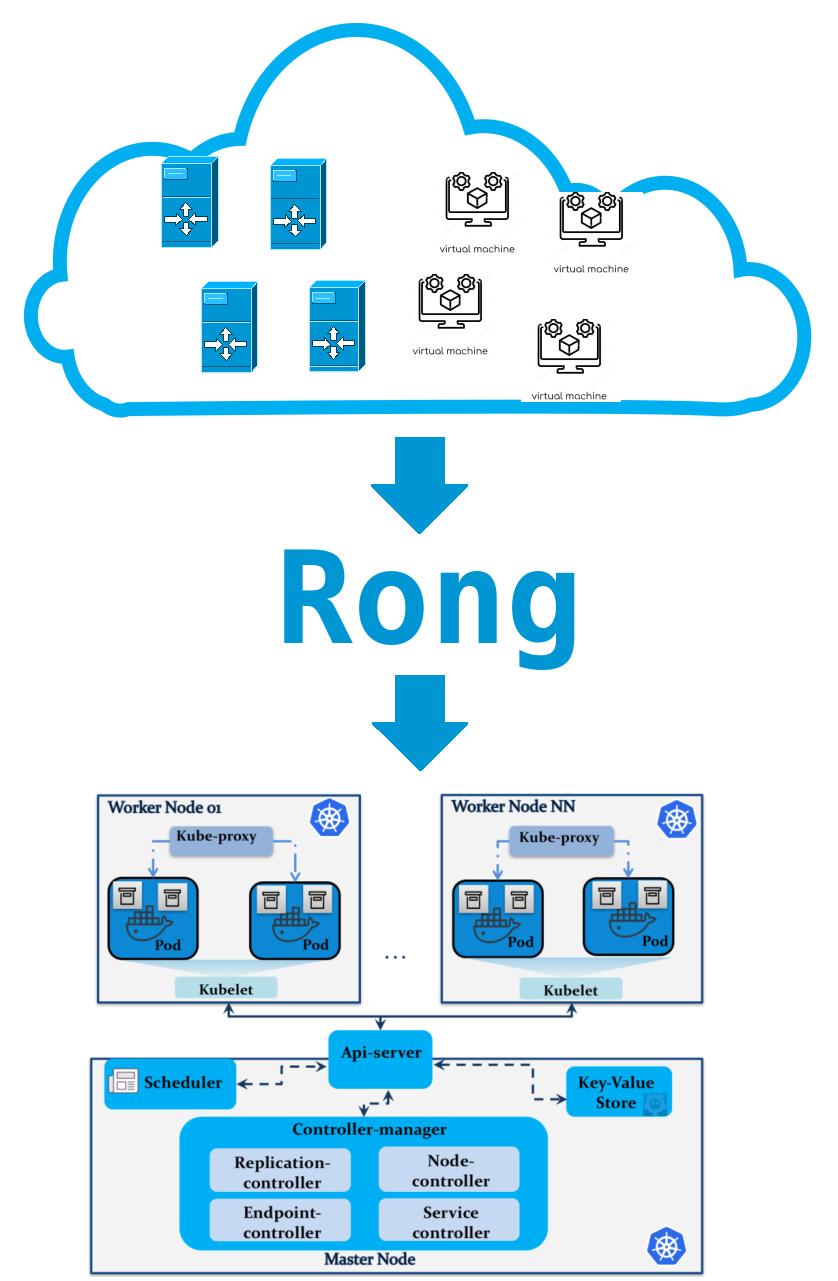 virtual machine
virtual machine
virtual machine
virtual machine
Rong
Worker Node 01
Kube-proxy
Pod
Pod
Kubelet
...
Worker Node NN
Kube-proxy
Pod
Pod
Kubelet
Api-server
Scheduler
Key-Value
Store
Controller-manager
Replication-
controller
Node-
controller
Endpoint-
controller
Service
controller
Master Node